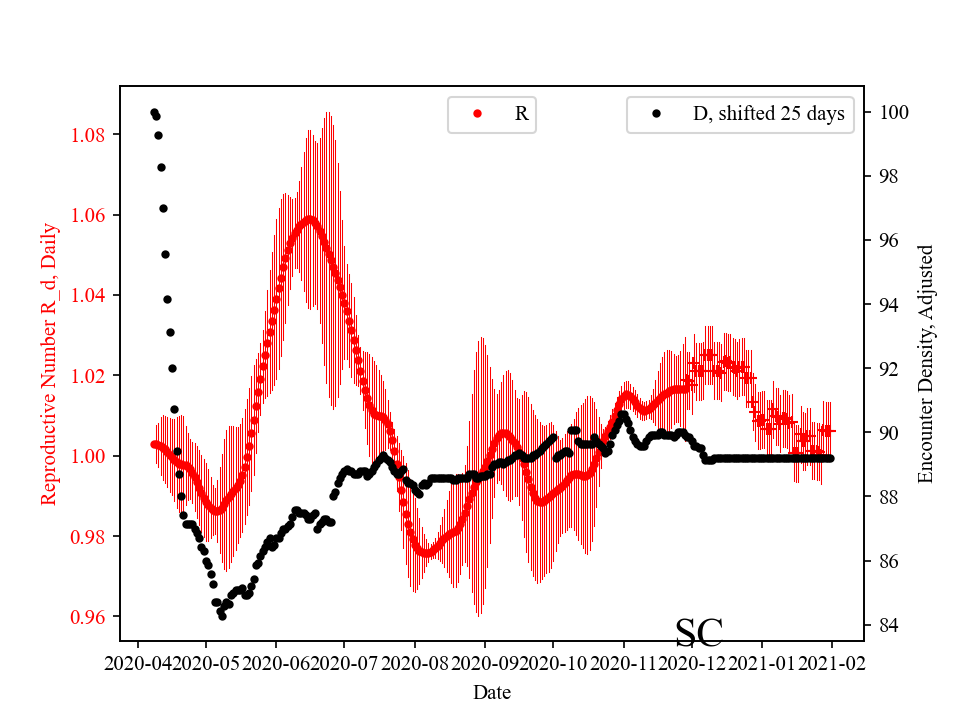 R
D, shifted 25 days
Reproductive Number R_d, Daily
1.08
1.06
1.04
1.02
1.00
0.98
0.96
100
98
96
94
92
90
88
86
84
Encounter Density, Adjusted
SC
2020-04 2020-05 2020-06 2020-07 2020-08 2020-09 2020-10 2020-11 2020-12 2021-01 2021-02
Date